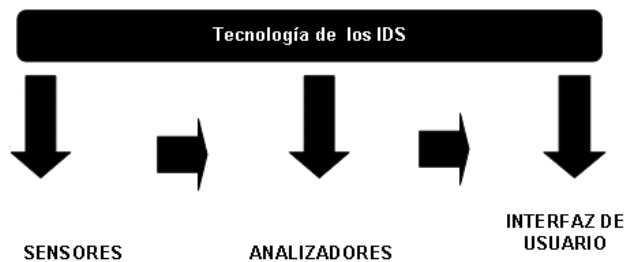 Tecnología de los IDS
SENSORES
ANALIZADORES
INTERFAZ DE
USUARIO